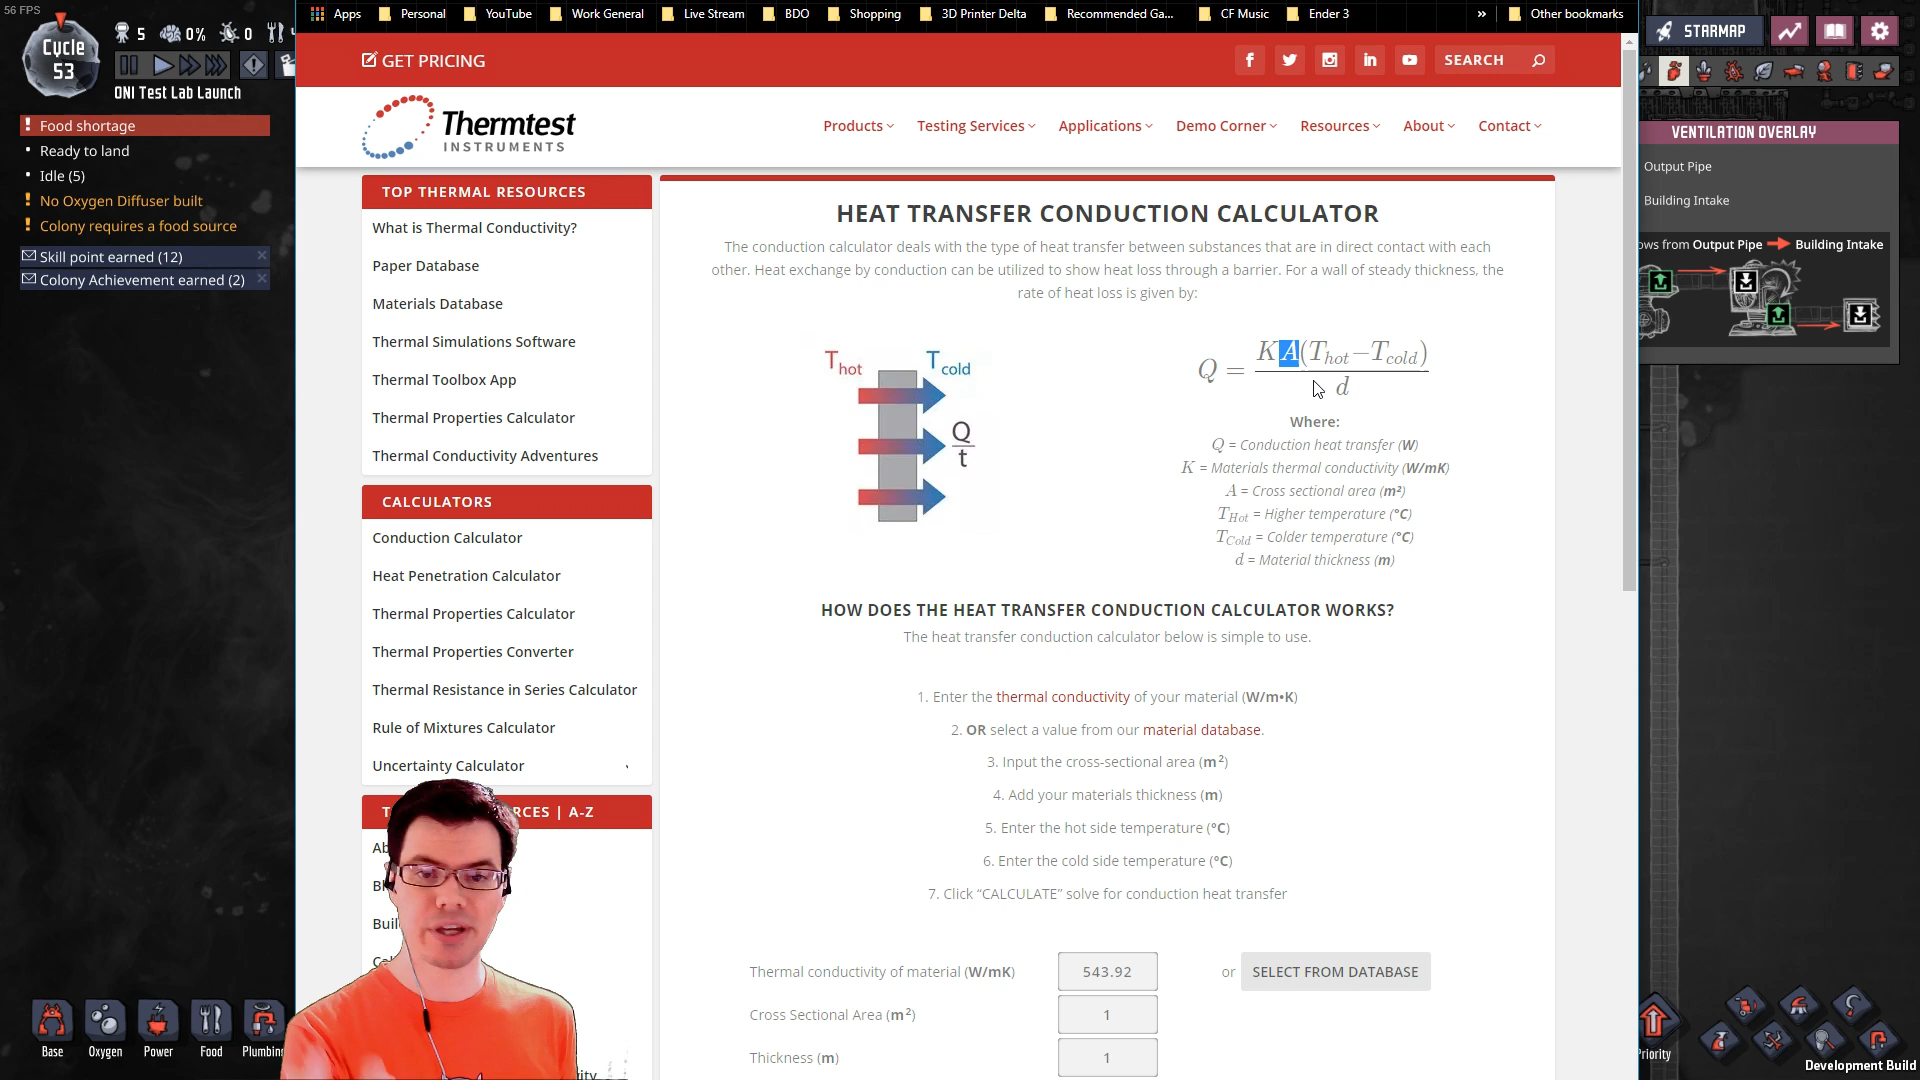 56 FPS
Cycle
53
5
0%
0
ONI Test Lab Launch
! Food shortage
• Ready to land
• Idle (5)
! No Oxygen Diffuser built
! Colony requires a food source
Skill point earned (12)
Colony Achievement earned (2)
Base
Oxygen
Power
Food
Apps
Personal
YouTube
Work General
Live Stream
BDO
Shopping
3D Printer Delta
Recommended Ga...
CF Music
Ender 3
»
Other bookmarks
GET PRICING
SEARCH
Thermtest
INSTRUMENTS
Products
Testing Services
Applications
Demo Corner
Resources
About
Contact
TOP THERMAL RESOURCES
What is Thermal Conductivity?
Paper Database
Materials Database
Thermal Simulations Software
Thermal Toolbox App
Thermal Properties Calculator
Thermal Conductivity Adventures
CALCULATORS
Conduction Calculator
Heat Penetration Calculator
Thermal Properties Calculator
Thermal Properties Converter
Thermal Resistance in Series Calculator
Rule of Mixtures Calculator
Uncertainty Calculator
| A-Z
HEAT TRANSFER CONDUCTION CALCULATOR
The conduction calculator deals with the type of heat transfer between substances that are in direct contact with each
other. Heat exchange by conduction can be utilized to show heat loss through a barrier. For a wall of steady thickness, the
rate of heat loss is given by:
T hot
T cold
Q
t
Q = K A (T hot − T cold) / d
Where:
Q = Conduction heat transfer (W)
K = Materials thermal conductivity (W/mK)
A = Cross sectional area (m²)
T Hot = Higher temperature (°C)
T Cold = Colder temperature (°C)
d = Material thickness (m)
HOW DOES THE HEAT TRANSFER CONDUCTION CALCULATOR WORKS?
The heat transfer conduction calculator below is simple to use.
1. Enter the thermal conductivity of your material (W/m•K)
2. OR select a value from our material database.
3. Input the cross-sectional area (m²)
4. Add your materials thickness (m)
5. Enter the hot side temperature (°C)
6. Enter the cold side temperature (°C)
7. Click “CALCULATE” solve for conduction heat transfer
Thermal conductivity of material (W/mK)
543.92
or
SELECT FROM DATABASE
Cross Sectional Area (m²)
1
Thickness (m)
1
STARMAP
VENTILATION OVERLAY
Output Pipe
Building Intake
from Output Pipe
Building Intake
Priority
Development Build